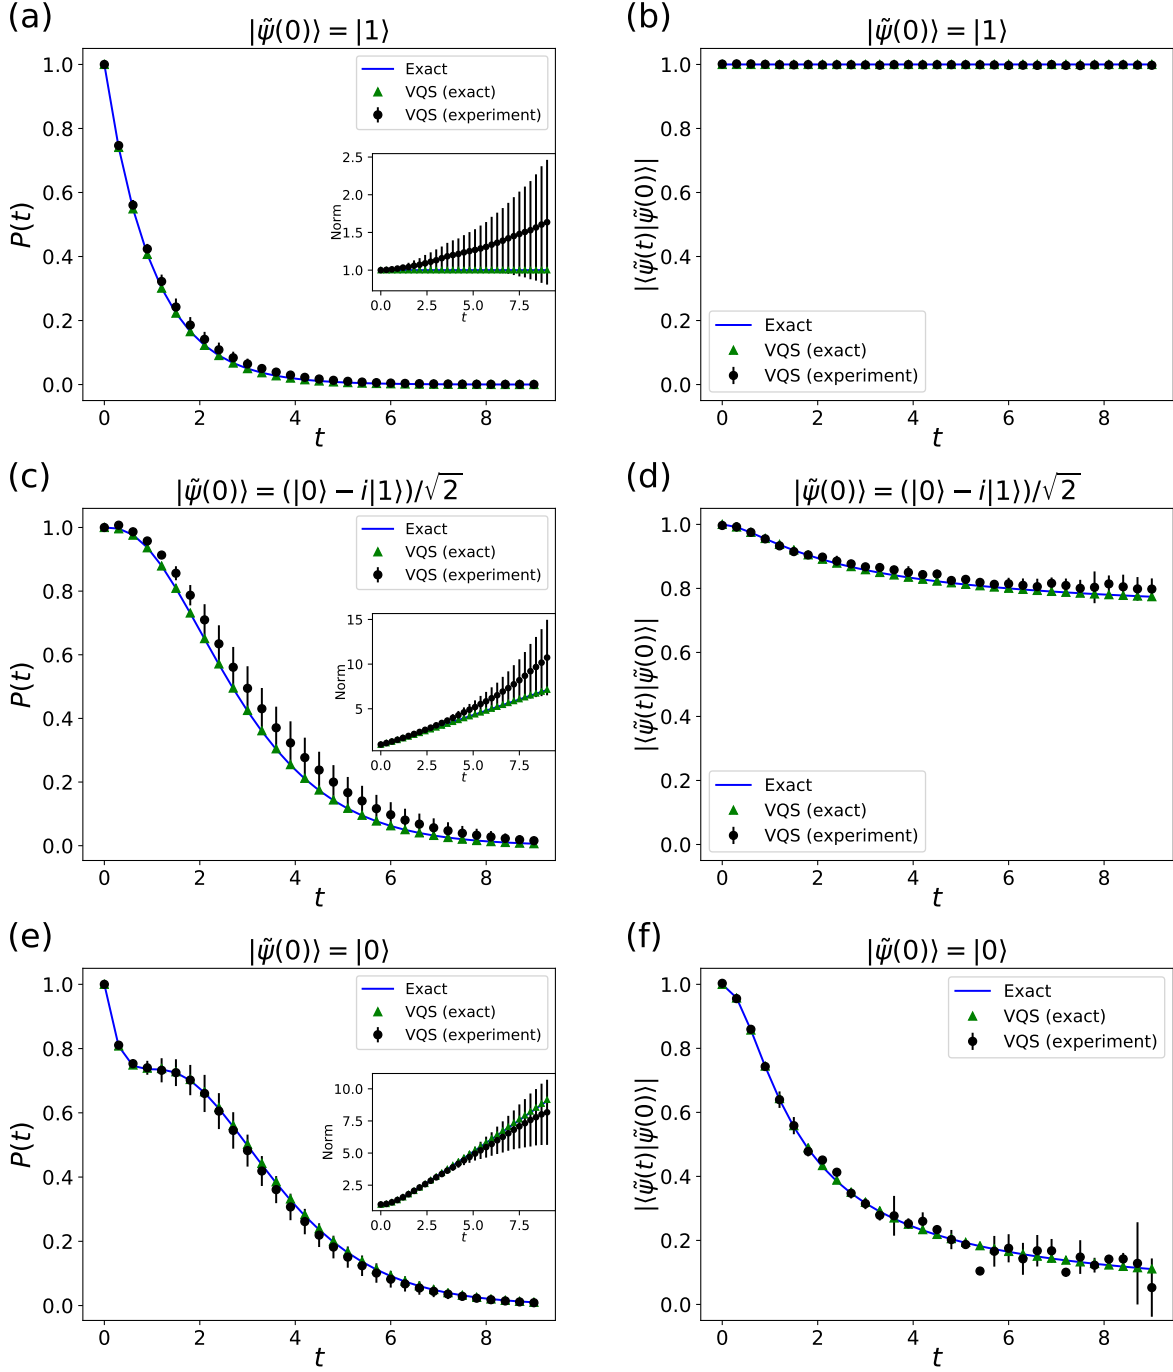 (a)
|ψ̃(0)⟩ = |1⟩
P(t)
1.0
0.8
0.6
0.4
0.2
0.0
0 2 4 6 8
t
Exact
VQS (exact)
VQS (experiment)
Norm
2.5
2.0
1.5
1.0
0.0 2.5 5.0 7.5
t
(b)
|ψ̃(0)⟩ = |1⟩
|⟨ψ̃(t)|ψ̃(0)⟩|
1.0
0.8
0.6
0.4
0.2
0.0
0 2 4 6 8
t
Exact
VQS (exact)
VQS (experiment)
(c)
|ψ̃(0)⟩ = (|0⟩ − i|1⟩)/√2
P(t)
1.0
0.8
0.6
0.4
0.2
0.0
0 2 4 6 8
t
Exact
VQS (exact)
VQS (experiment)
Norm
15
10
5
0.0 2.5 5.0 7.5
t
(d)
|ψ̃(0)⟩ = (|0⟩ − i|1⟩)/√2
|⟨ψ̃(t)|ψ̃(0)⟩|
1.0
0.8
0.6
0.4
0.2
0.0
0 2 4 6 8
t
Exact
VQS (exact)
VQS (experiment)
(e)
|ψ̃(0)⟩ = |0⟩
P(t)
1.0
0.8
0.6
0.4
0.2
0.0
0 2 4 6 8
t
Exact
VQS (exact)
VQS (experiment)
Norm
10.0
7.5
5.0
2.5
0.0 2.5 5.0 7.5
t
(f)
|ψ̃(0)⟩ = |0⟩
|⟨ψ̃(t)|ψ̃(0)⟩|
1.0
0.8
0.6
0.4
0.2
0.0
0 2 4 6 8
t
Exact
VQS (exact)
VQS (experiment)